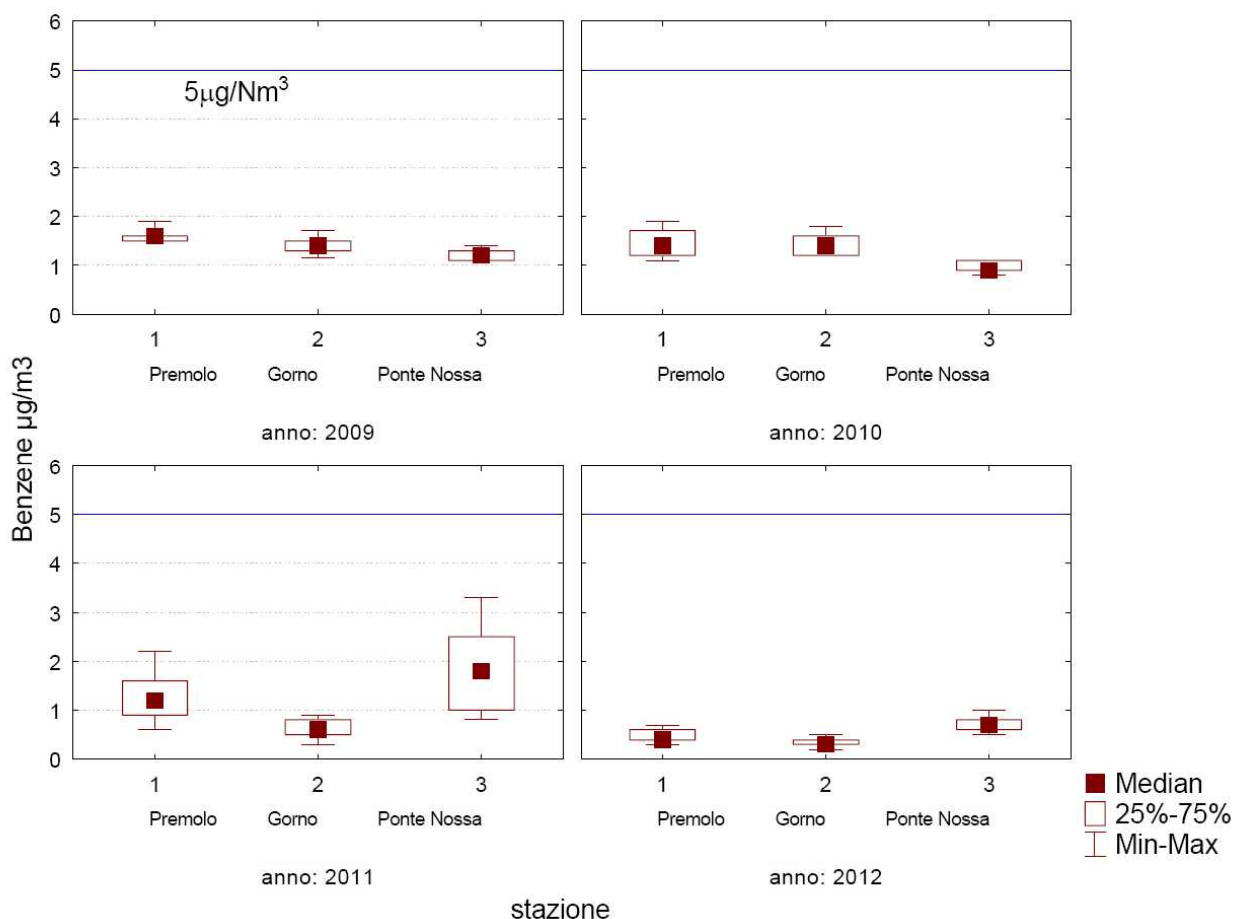 6
5
4
3
2
1
0
5µg/Nm³
1 2 3
Premolo Gorno Ponte Nossa
anno: 2009
1 2 3
Premolo Gorno Ponte Nossa
anno: 2010
Benzene µg/m3
6
5
4
3
2
1
0
1 2 3
Premolo Gorno Ponte Nossa
anno: 2011
1 2 3
Premolo Gorno Ponte Nossa
anno: 2012
stazione
Median
25%-75%
Min-Max